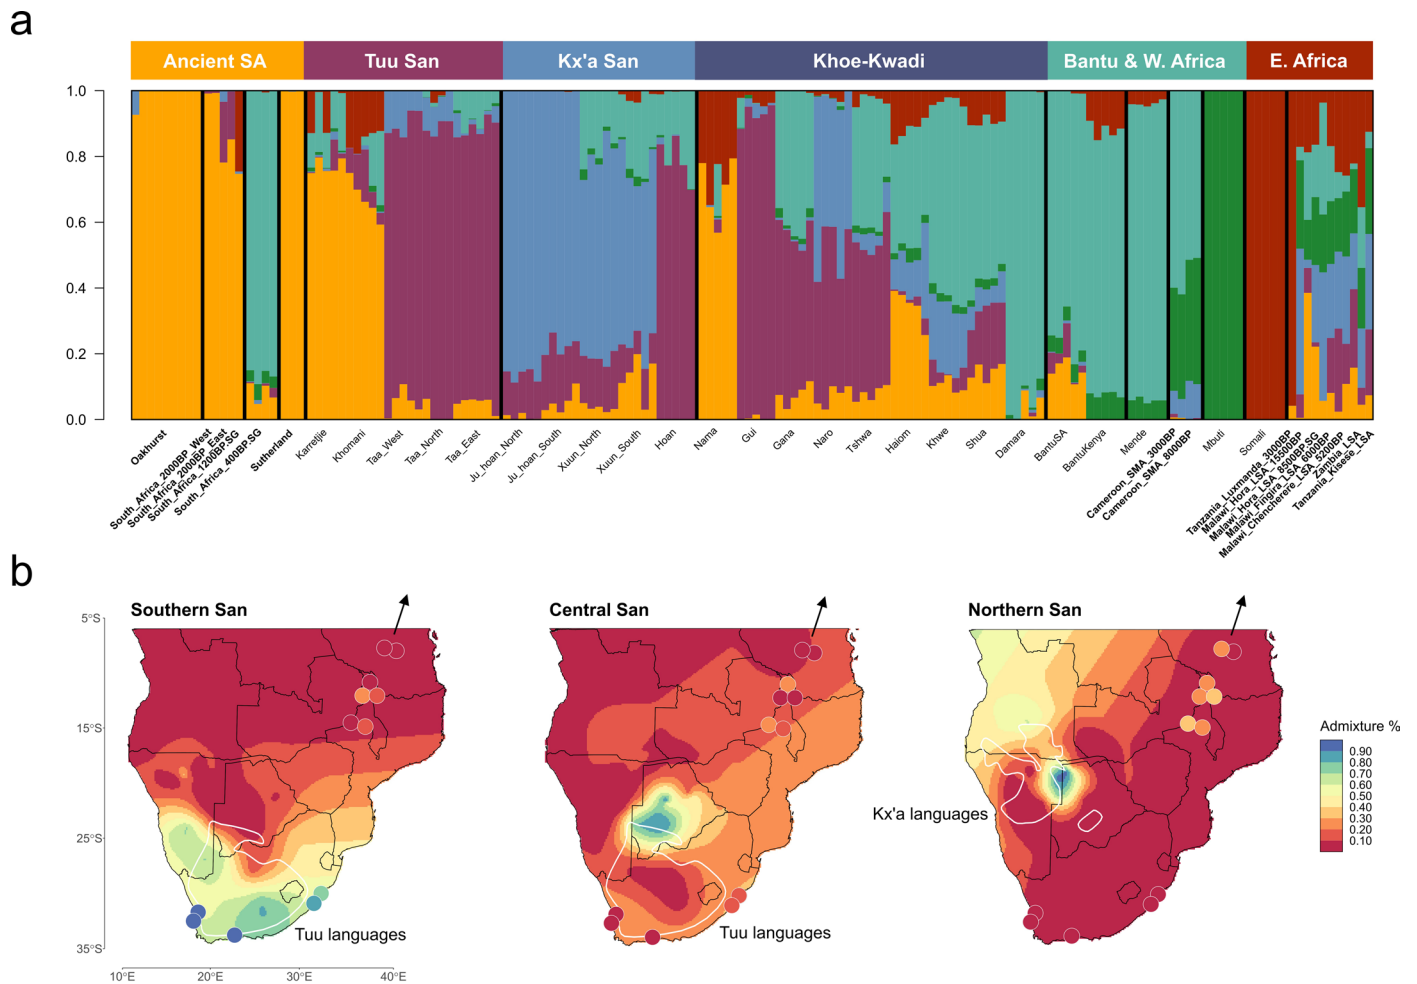 a
Ancient SA Tuu San Kx'a San Khoe-Kwadi Bantu & W. Africa E. Africa
1.0
0.8
0.6
0.4
0.2
0.0
Oakhurst
South_Africa_2000BP_West
South_Africa_2000BP_East
South_Africa_1200BP.SG
South_Africa_400BP.SG
Sutherland
Karretjie
Khomani
Taa_West
Taa_North
Taa_East
Ju_hoan_North
Ju_hoan_South
Xuun_North
Xuun_South
Hoan
Nama
Gui
Gana
Naro
Tshwa
Haiom
Khwe
Shua
Damara
BantuSA
BantuKenya
Mende
Cameroon_SMA_3000BP
Cameroon_SMA_8000BP
Mbuti
Somali
Tanzania_Luxmanda_3000BP
Malawi_Hora_LSA_15500BP
Malawi_Hora_LSA_8500BP.SG
Malawi_Fingira_LSA_6000BP
Malawi_Chencherere_LSA_5200BP
Zambia_LSA
Tanzania_Kisese_LSA
b
Southern San
Central San
Northern San
5°S
15°S
25°S
35°S
10°E 20°E 30°E 40°E
Tuu languages
Tuu languages
Kx'a languages
Admixture %
0.90
0.80
0.70
0.60
0.50
0.40
0.30
0.20
0.10